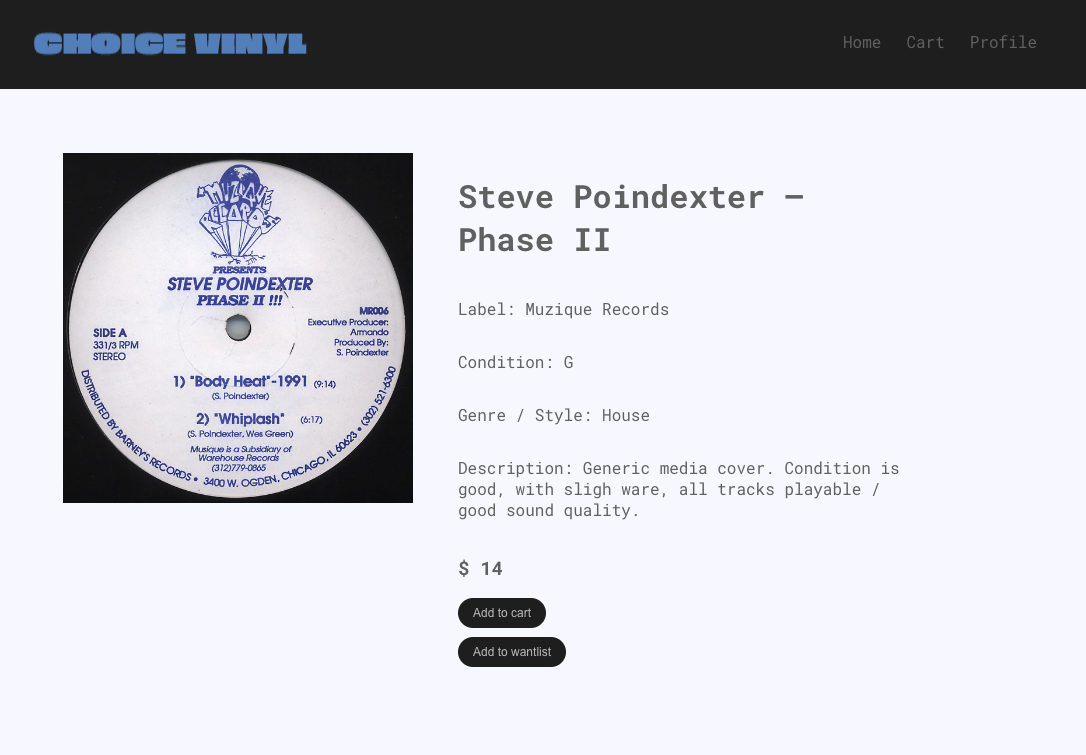 CHOICE VINYL
Home Cart Profile
MUZIQUE
RECORDS
PRESENTS
STEVE POINDEXTER
PHASE II !!!
MR006
Executive Producer:
Armando
Produced By:
S. Poindexter
SIDE A
331/3 RPM
STEREO
1) "Body Heat"-1991 (9:14)
(S. Poindexter)
2) "Whiplash" (6:17)
(S. Poindexter, Wes Green)
Musique is a Subsidiary of
Warehouse Records
(312)779-0865
DISTRIBUTED BY BARNEY'S RECORDS • 3400 W. OGDEN, CHICAGO, IL 60623 • (302) 521-6300
Steve Poindexter –
Phase II
Label: Muzique Records
Condition: G
Genre / Style: House
Description: Generic media cover. Condition is
good, with sligh ware, all tracks playable /
good sound quality.
$ 14
Add to cart
Add to wantlist